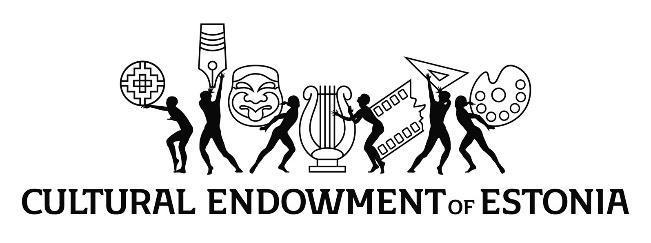 CULTURAL ENDOWMENT OF ESTONIA